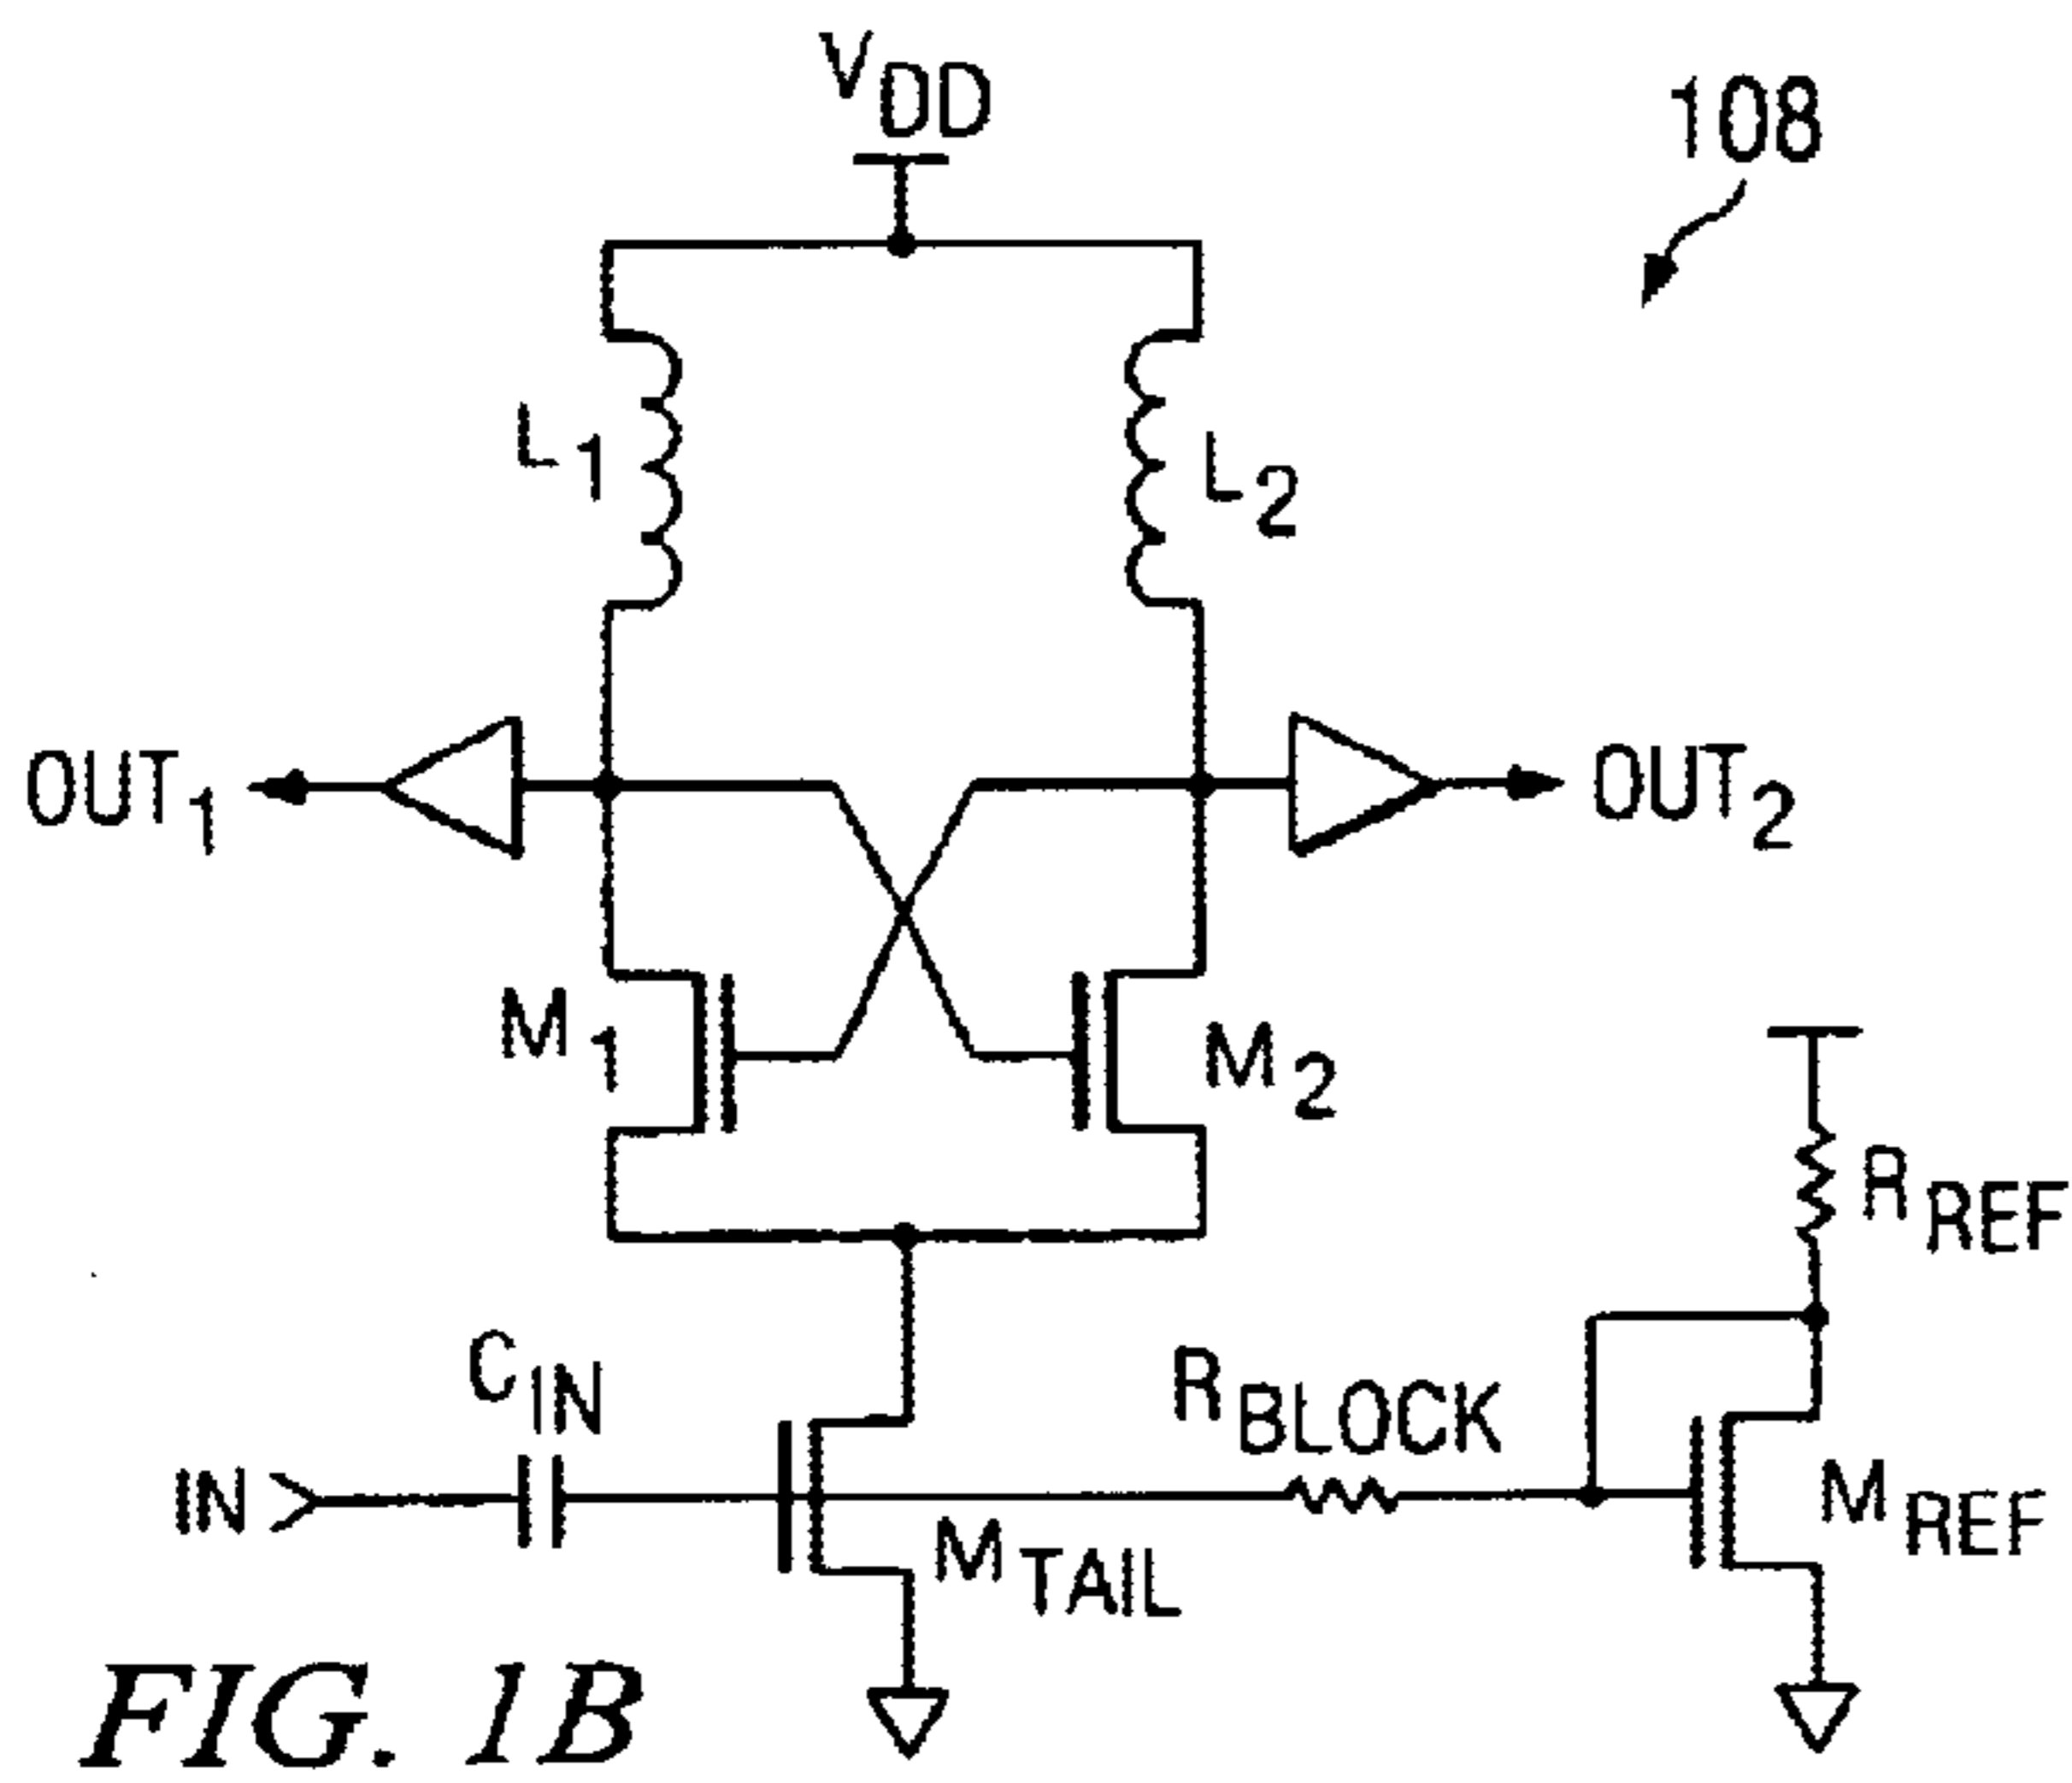 VDD
108
L1
L2
OUT1
OUT2
M1
M2
RREF
CIN
RBLOCK
IN
MTAIL
MREF
FIG. 1B